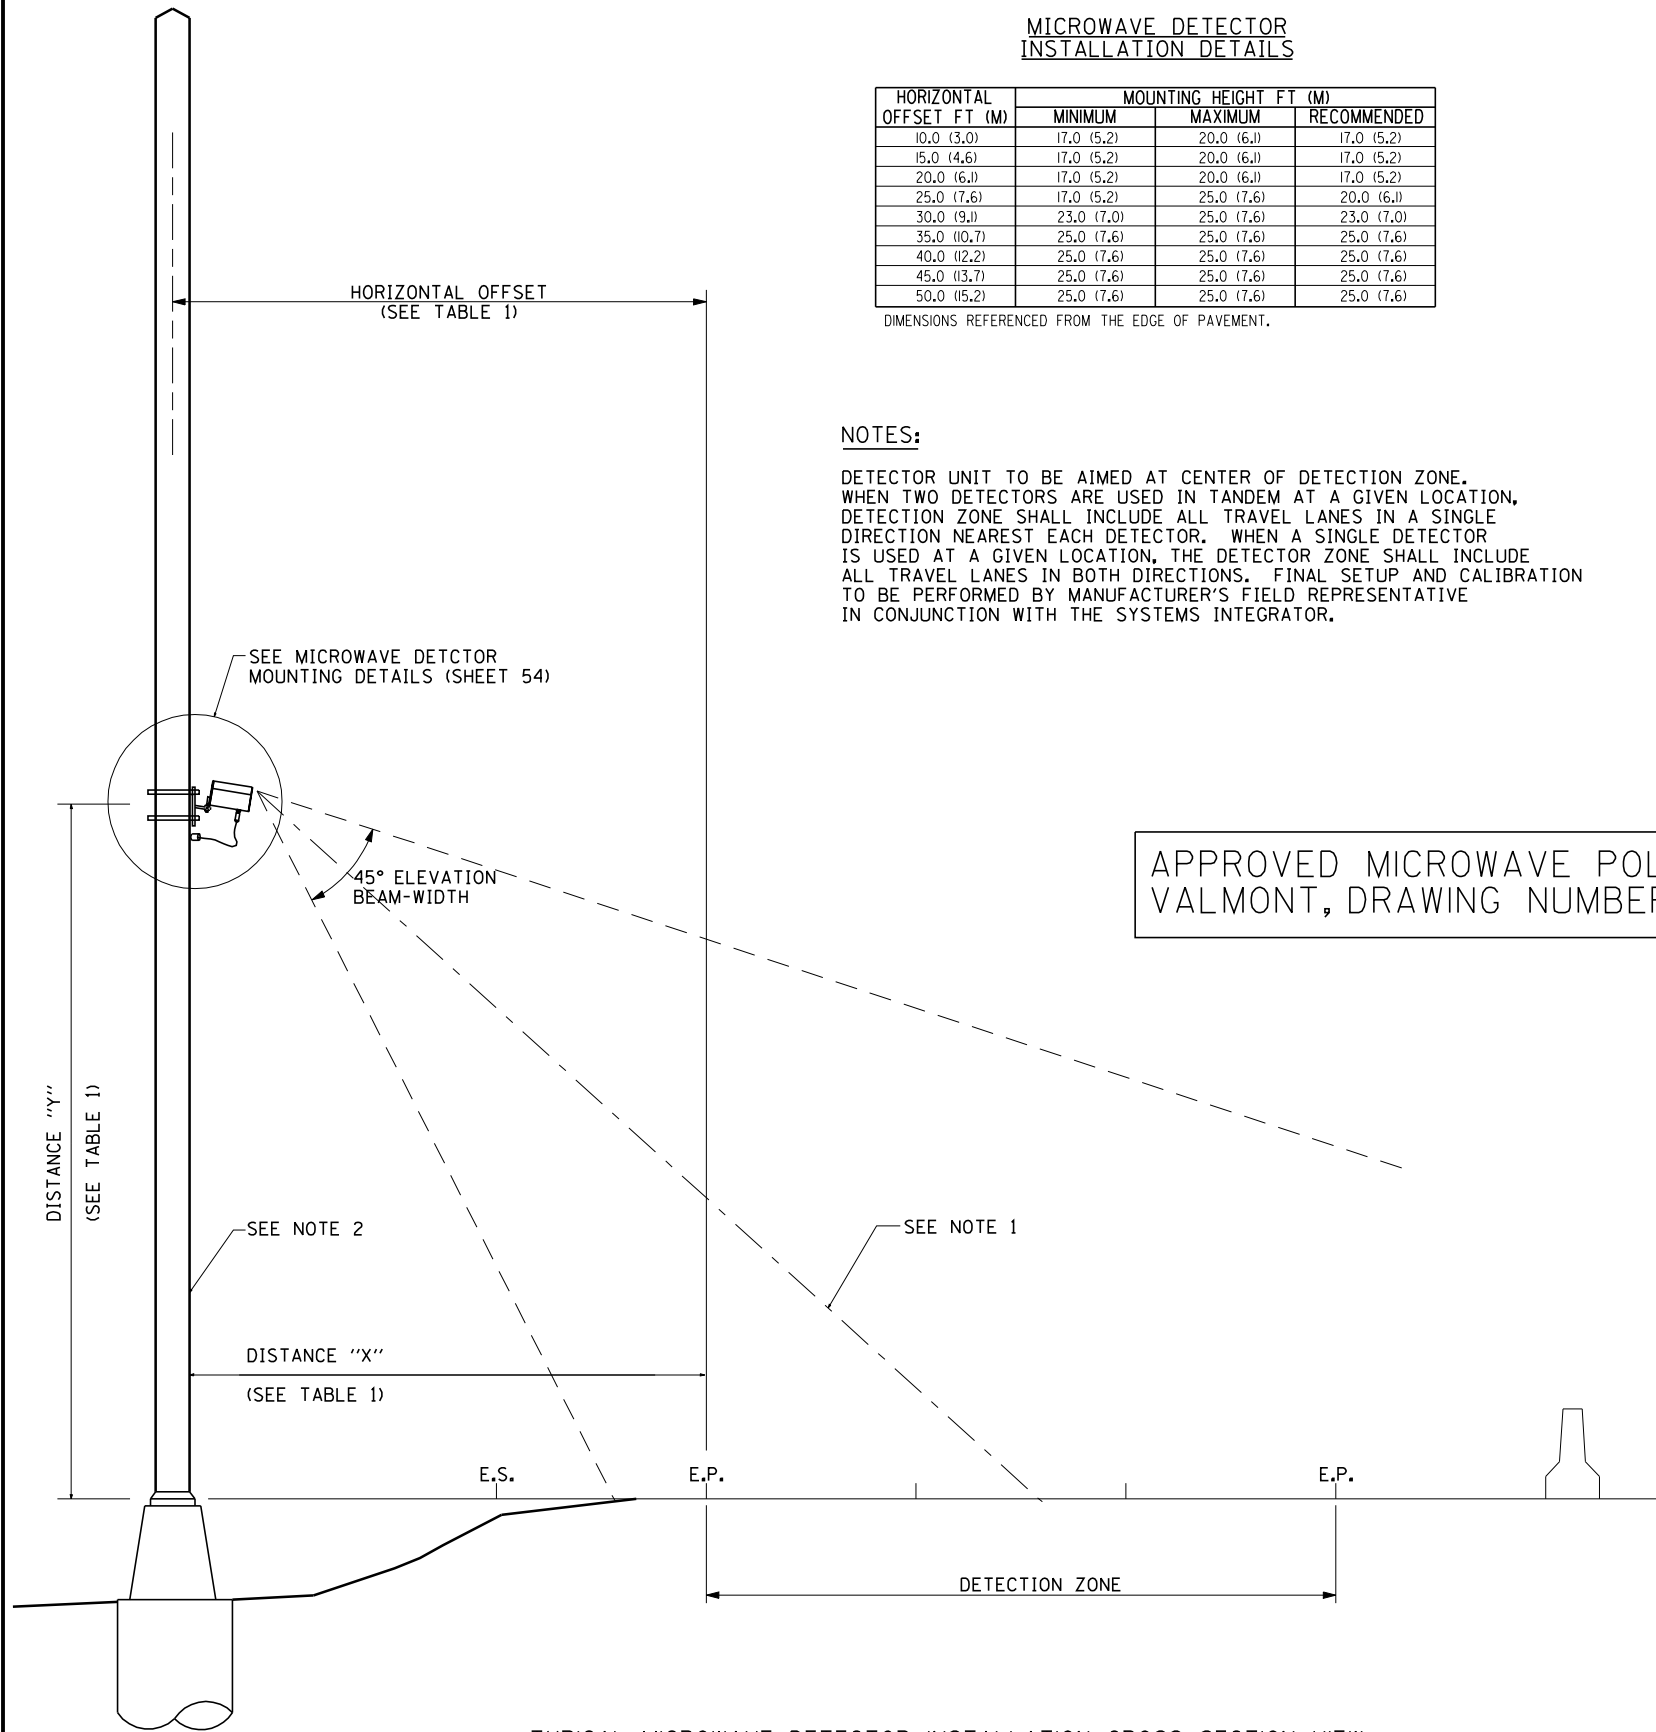 MICROWAVE DETECTOR
INSTALLATION DETAILS
HORIZONTAL OFFSET FT (M) MOUNTING HEIGHT FT (M)
MINIMUM MAXIMUM RECOMMENDED
10.0 (3.0) 17.0 (5.2) 20.0 (6.1) 17.0 (5.2)
15.0 (4.6) 17.0 (5.2) 20.0 (6.1) 17.0 (5.2)
20.0 (6.1) 17.0 (5.2) 20.0 (6.1) 17.0 (5.2)
25.0 (7.6) 17.0 (5.2) 25.0 (7.6) 20.0 (6.1)
30.0 (9.1) 23.0 (7.0) 25.0 (7.6) 23.0 (7.0)
35.0 (10.7) 25.0 (7.6) 25.0 (7.6) 25.0 (7.6)
40.0 (12.2) 25.0 (7.6) 25.0 (7.6) 25.0 (7.6)
45.0 (13.7) 25.0 (7.6) 25.0 (7.6) 25.0 (7.6)
50.0 (15.2) 25.0 (7.6) 25.0 (7.6) 25.0 (7.6)
DIMENSIONS REFERENCED FROM THE EDGE OF PAVEMENT.
HORIZONTAL OFFSET
(SEE TABLE 1)
NOTES:
DETECTOR UNIT TO BE AIMED AT CENTER OF DETECTION ZONE.
WHEN TWO DETECTORS ARE USED IN TANDEM AT A GIVEN LOCATION,
DETECTION ZONE SHALL INCLUDE ALL TRAVEL LANES IN A SINGLE
DIRECTION NEAREST EACH DETECTOR. WHEN A SINGLE DETECTOR
IS USED AT A GIVEN LOCATION, THE DETECTOR ZONE SHALL INCLUDE
ALL TRAVEL LANES IN BOTH DIRECTIONS. FINAL SETUP AND CALIBRATION
TO BE PERFORMED BY MANUFACTURER'S FIELD REPRESENTATIVE
IN CONJUNCTION WITH THE SYSTEMS INTEGRATOR.
SEE MICROWAVE DETCTOR
MOUNTING DETAILS (SHEET 54)
45° ELEVATION
BEAM-WIDTH
APPROVED MICROWAVE POL
VALMONT, DRAWING NUMBER
DISTANCE "Y"
(SEE TABLE 1)
SEE NOTE 2
SEE NOTE 1
DISTANCE "X"
(SEE TABLE 1)
E.S. E.P. E.P.
DETECTION ZONE
TYPICAL MICROWAVE DETECTOR INSTALLATION CROSS SECTION VIEW